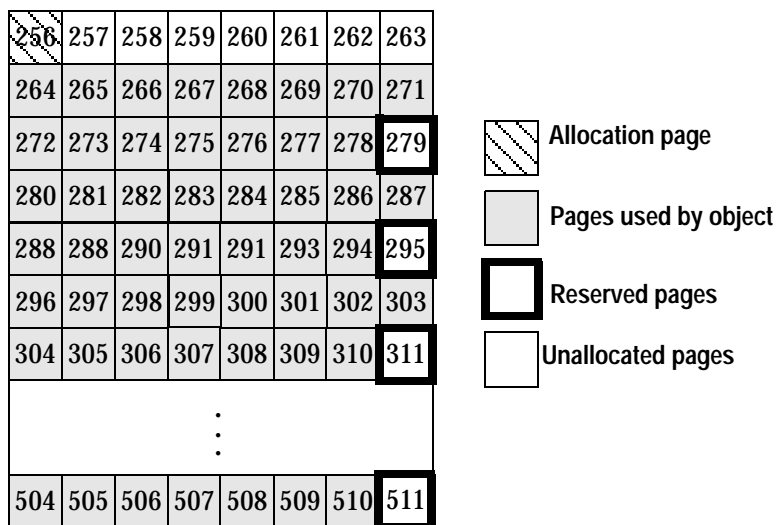 256 257 258 259 260 261 262 263
264 265 266 267 268 269 270 271
272 273 274 275 276 277 278 279
280 281 282 283 284 285 286 287
288 288 290 291 291 293 294 295
296 297 298 299 300 301 302 303
304 305 306 307 308 309 310 311
504 505 506 507 508 509 510 511
Allocation page
Pages used by object
Reserved pages
Unallocated pages